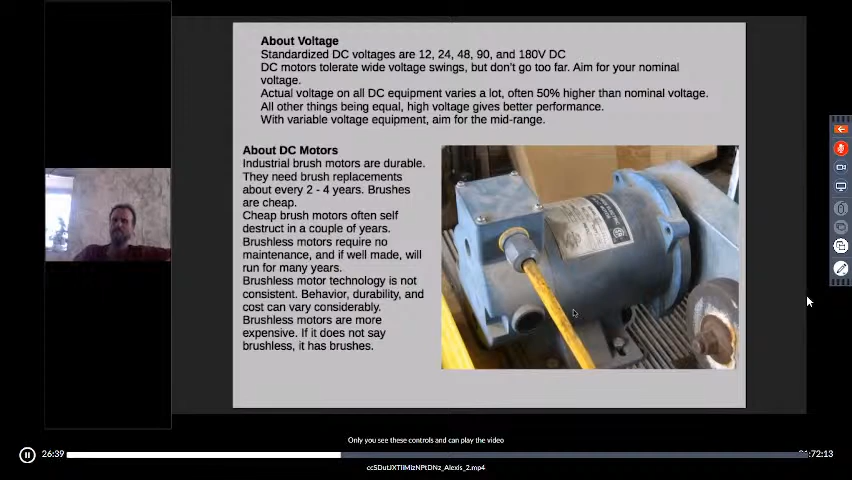 About Voltage
Standardized DC voltages are 12, 24, 48, 90, and 180V DC
DC motors tolerate wide voltage swings, but don't go too far. Aim for your nominal
voltage.
Actual voltage on all DC equipment varies a lot, often 50% higher than nominal voltage.
All other things being equal, high voltage gives better performance.
With variable voltage equipment, aim for the mid-range.
About DC Motors
Industrial brush motors are durable.
They need brush replacements
about every 2 - 4 years. Brushes
are cheap.
Cheap brush motors often self
destruct in a couple of years.
Brushless motors require no
maintenance, and if well made, will
run for many years.
Brushless motor technology is not
consistent. Behavior, durability, and
cost can vary considerably.
Brushless motors are more
expensive. If it does not say
brushless, it has brushes.
Only you see these controls and can play the video
26:39
72:13